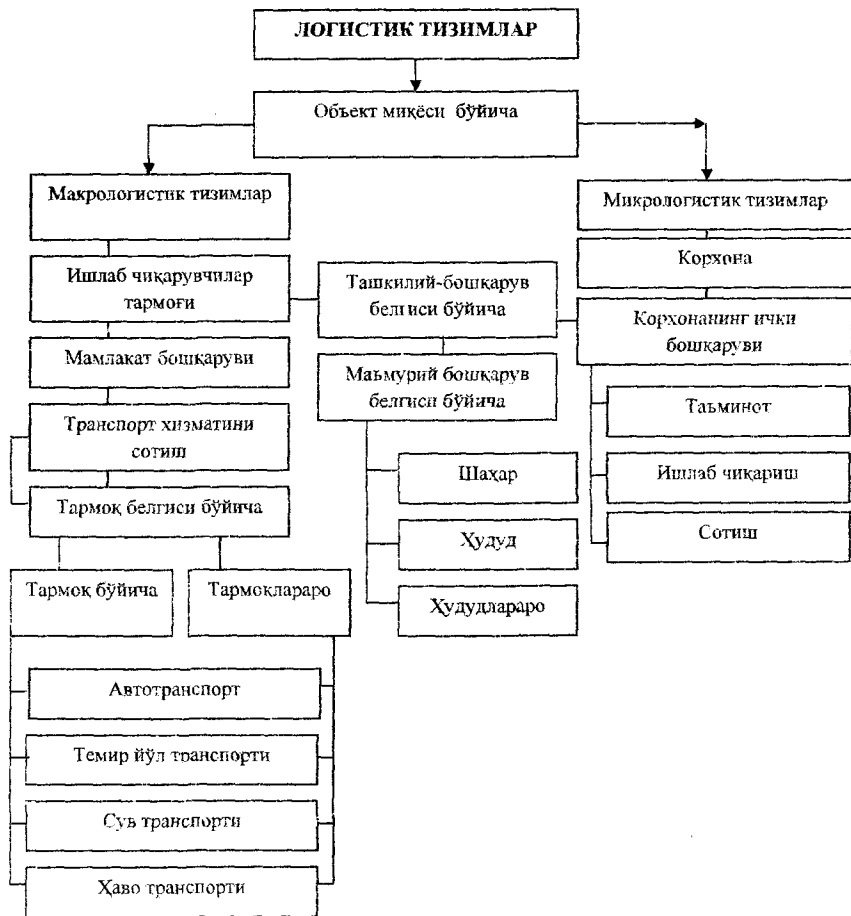 ЛОГИСТИК ТИЗИМЛАР
Объект миқёси бўйича
Макрологистик тизимлар
Микрологистик тизимлар
Ишлаб чиқарувчилар
тармоғи
Ташкилий-бошқарув
белгиси бўйича
Корхона
Корхонанинг ички
бошқаруви
Мамлакат бошқаруви
Маъмурий бошқарув
белгиси бўйича
Транспорт хизматини
сотиш
Таъминот
Шаҳар
Ишлаб чиқариш
Тармоқ белгиси бўйича
Ҳудуд
Сотиш
Тармоқ бўйича
Тармоқлараро
Ҳудудлараро
Автотранспорт
Темир йўл транспорти
Сув транспорти
Ҳаво транспорти